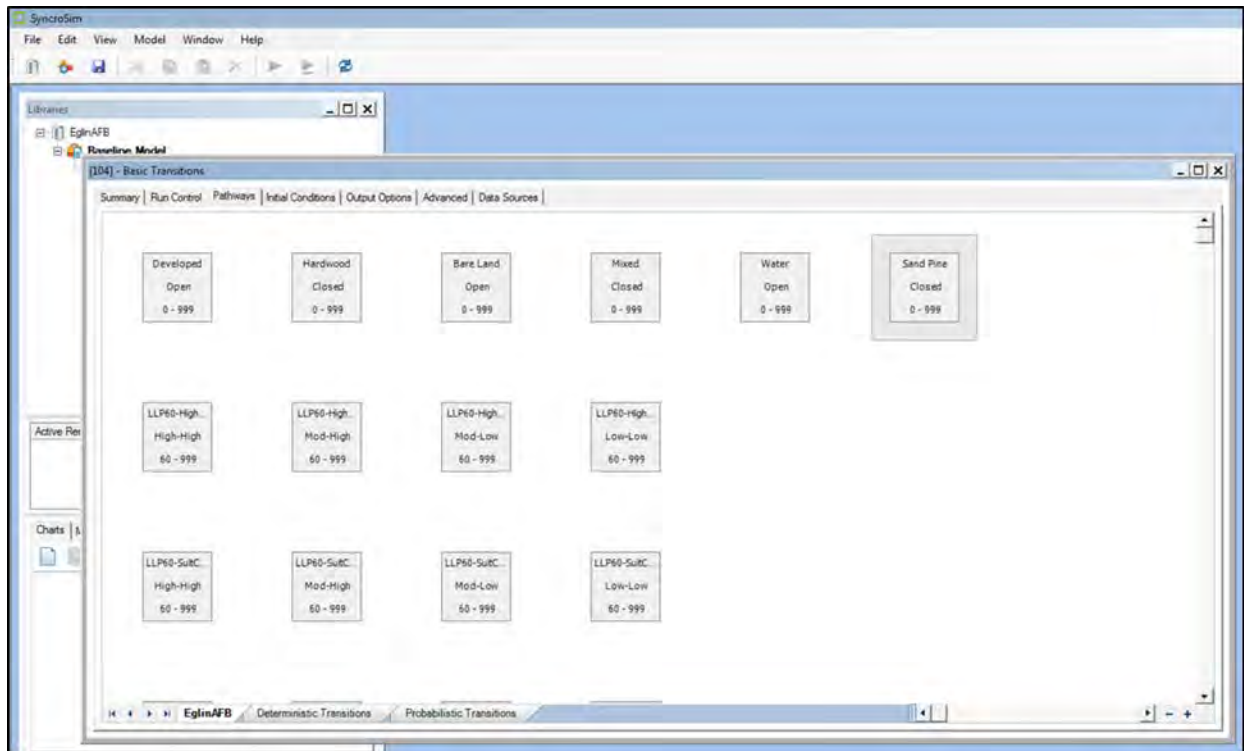 SyncroSim
File Edit View Model Window Help
Libraries
EglinAFB
Baseline Model
[104] - Basic Transitions
Summary Run Control Pathways Initial Conditions Output Options Advanced Data Sources
Developed Hardwood Bare Land Mixed Water Sand Pine
Open Closed Open Closed Open Closed
0 - 999 0 - 999 0 - 999 0 - 999 0 - 999 0 - 999
LLP60-High... LLP60-High... LLP60-High... LLP60-High...
High-High Mod-High Mod-Low Low-Low
60 - 999 60 - 999 60 - 999 60 - 999
Active
LLP60-SuitC... LLP60-SuitC... LLP60-SuitC... LLP60-SuitC...
High-High Mod-High Mod-Low Low-Low
60 - 999 60 - 999 60 - 999 60 - 999
Charts
EglinAFB Deterministic Transitions Probabilistic Transitions